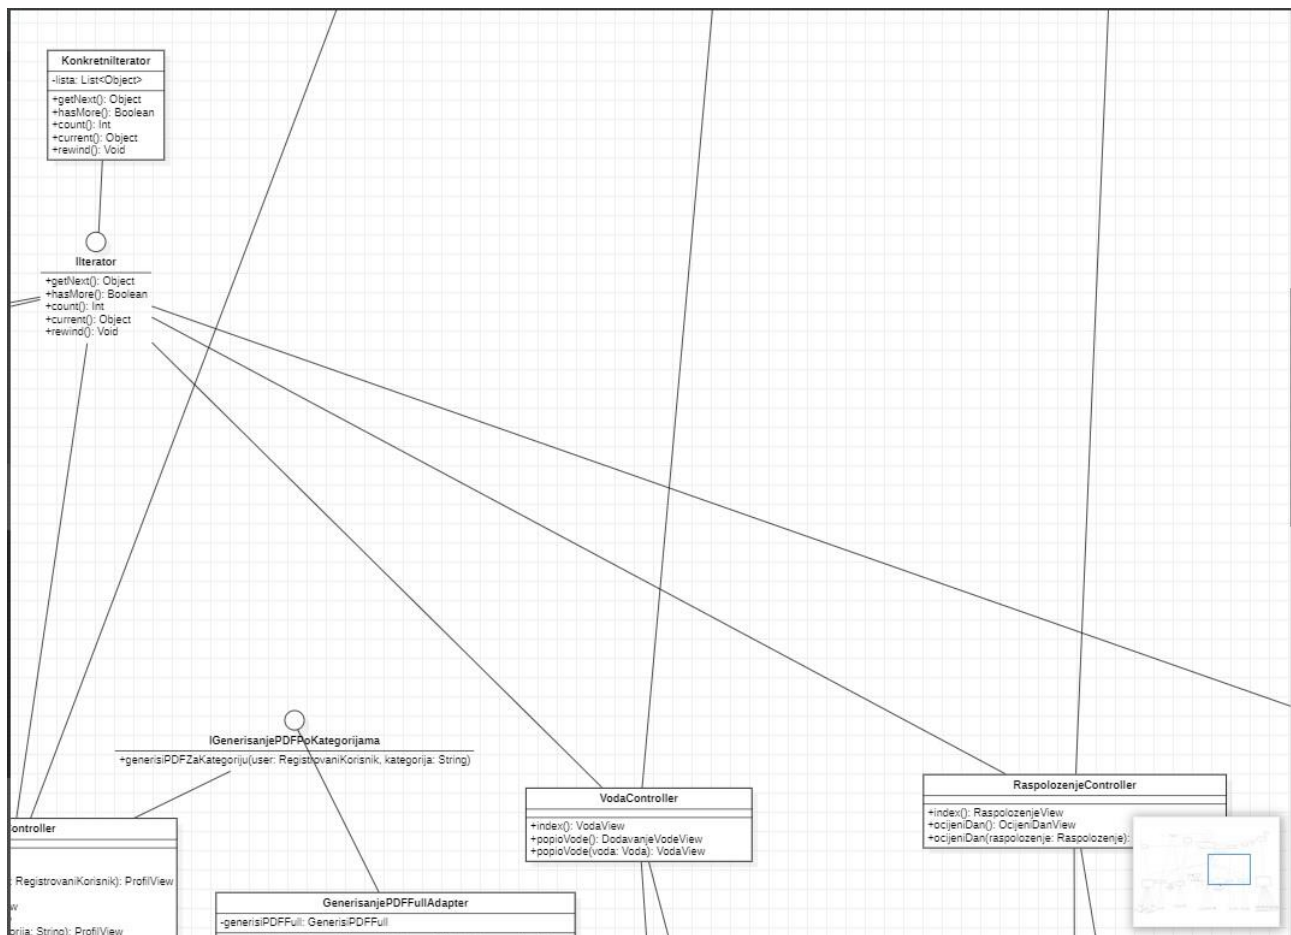 KonkretniIterator
-lista: List<Object>
+getNext(): Object
+hasMore(): Boolean
+count(): Int
+current(): Object
+rewind(): Void
IIterator
+getNext(): Object
+hasMore(): Boolean
+count(): Int
+current(): Object
+rewind(): Void
IGenerisanjePDFPoKategorijama
+generisiPDFZaKategoriju(user: RegistrovaniKorisnik, kategorija: String)
Controller
: RegistrovaniKorisnik): ProfilView
w
orija: String): ProfilView
GenerisanjePDFFullAdapter
-generisiPDFFull: GenerisiPDFFull
VodaController
+index(): VodaView
+popioVode(): DodavanjeVodeView
+popioVode(voda: Voda): VodaView
RaspolozenjeController
+index(): RaspolozenjeView
+ocijeniDan(): OcijeniDanView
+ocijeniDan(raspolozenje: Raspolozenje):